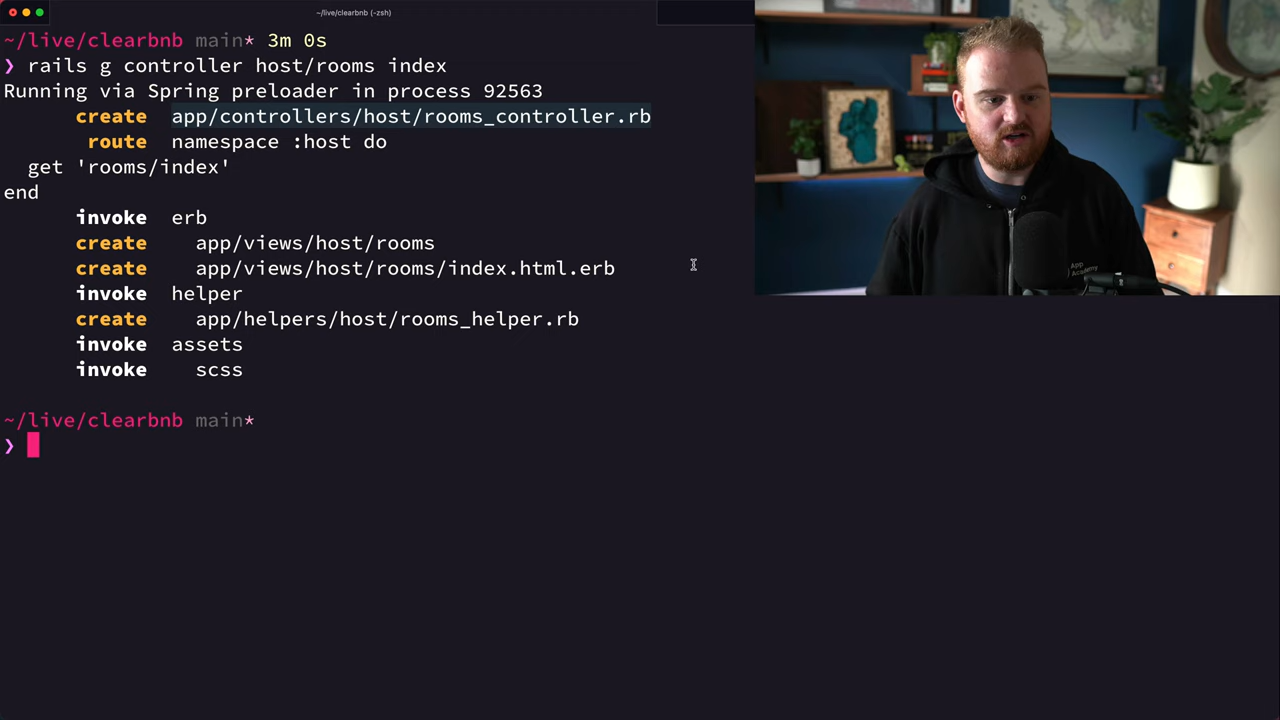 ~/live/clearbnb (-zsh)
~/live/clearbnb main* 3m 0s
❯ rails g controller host/rooms index
Running via Spring preloader in process 92563
create app/controllers/host/rooms_controller.rb
route namespace :host do
get 'rooms/index'
end
invoke erb
create app/views/host/rooms
create app/views/host/rooms/index.html.erb
invoke helper
create app/helpers/host/rooms_helper.rb
invoke assets
invoke scss
~/live/clearbnb main*
❯
App
Academy